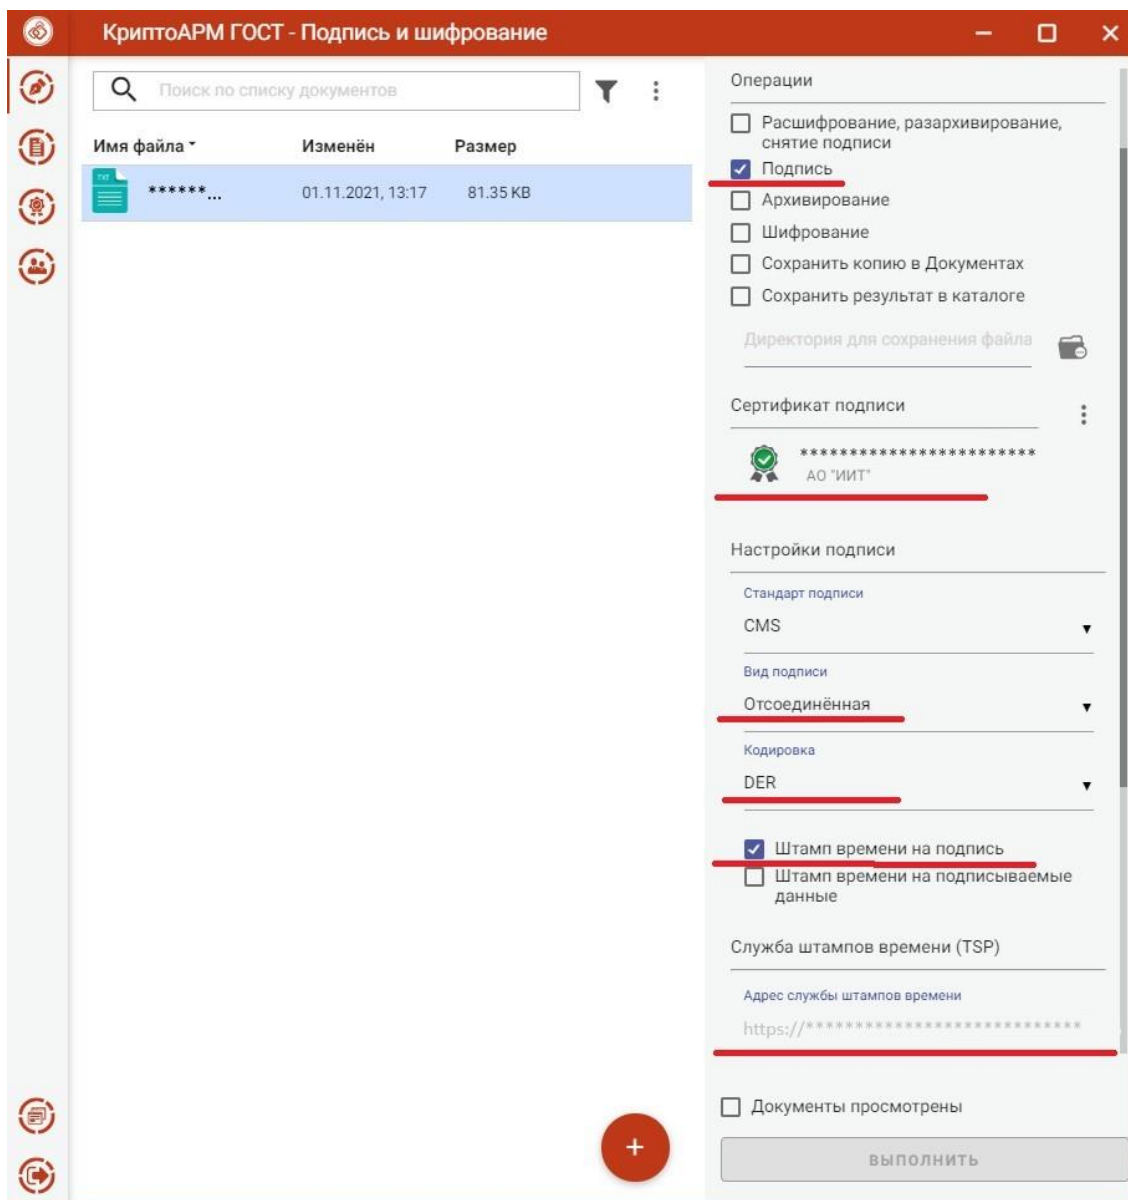 КриптоАРМ ГОСТ - Подпись и шифрование
Поиск по списку документов
Имя файла Изменён Размер
TXT
******... 01.11.2021, 13:17 81.35 KB
Операции
Расшифрование, разархивирование,
снятие подписи
Подпись
Архивирование
Шифрование
Сохранить копию в Документах
Сохранить результат в каталоге
Директория для сохранения файла
Сертификат подписи
************************
АО "ИИТ"
Настройки подписи
Стандарт подписи
CMS
Вид подписи
Отсоединённая
Кодировка
DER
Штамп времени на подпись
Штамп времени на подписываемые
данные
Служба штампов времени (TSP)
Адрес службы штампов времени
https://****************************
Документы просмотрены
ВЫПОЛНИТЬ